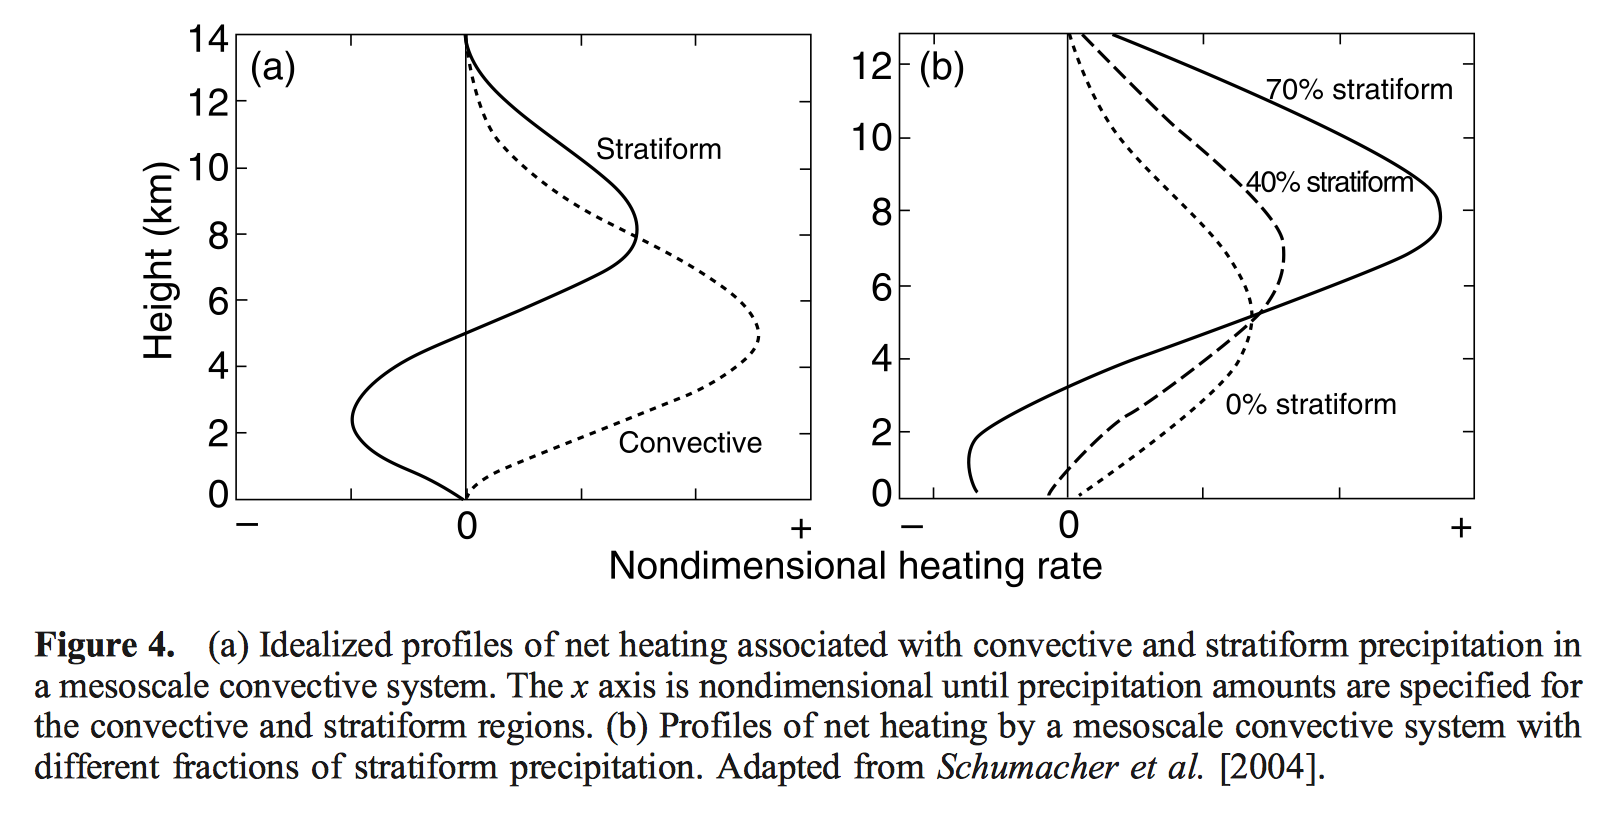 (a)
14
12
10
8
6
4
2
0
Height (km)
Stratiform
Convective
− 0 +
(b)
12
10
8
6
4
2
0
70% stratiform
40% stratiform
0% stratiform
− 0 +
Nondimensional heating rate
Figure 4. (a) Idealized profiles of net heating associated with convective and stratiform precipitation in
a mesoscale convective system. The x axis is nondimensional until precipitation amounts are specified for
the convective and stratiform regions. (b) Profiles of net heating by a mesoscale convective system with
different fractions of stratiform precipitation. Adapted from Schumacher et al. [2004].